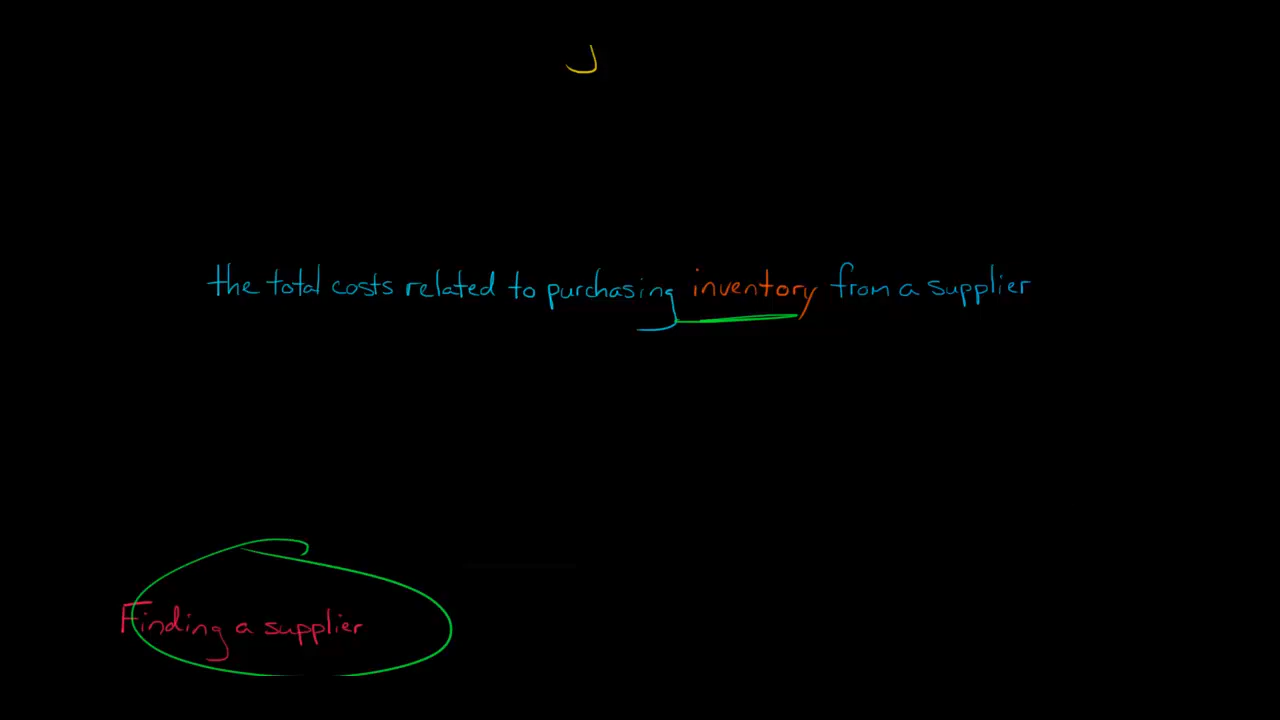 the total costs related to purchasing inventory from a supplier
Finding a supplier